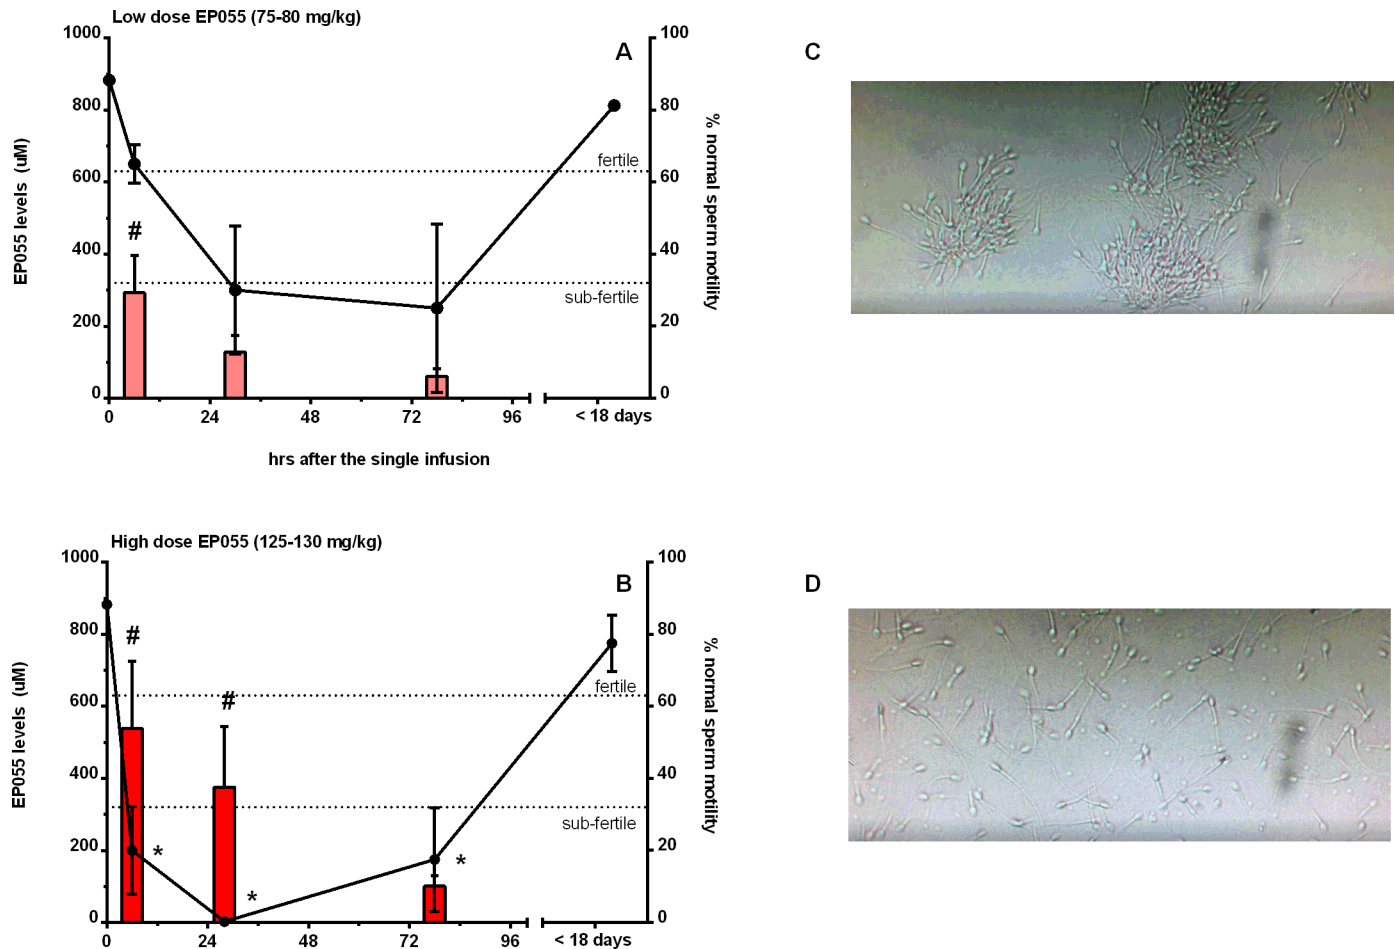 Low dose EP055 (75-80 mg/kg)
A
1000
800
600
400
200
0
EP055 levels (uM)
100
80
60
40
20
0
% normal sperm motility
fertile
sub-fertile
#
0 24 48 72 96 < 18 days
hrs after the single infusion
C
High dose EP055 (125-130 mg/kg)
B
1000
800
600
400
200
0
EP055 levels (uM)
100
80
60
40
20
0
% normal sperm motility
fertile
sub-fertile
# #
* * *
0 24 48 72 96 < 18 days
D